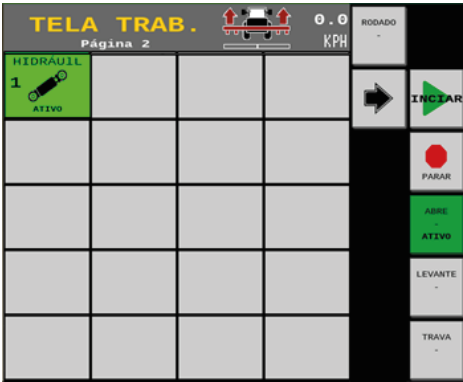 TELA TRAB.
Página 2
0.0
KPH
RODADO
-
HIDRÁUIL
1
ATIVO
INCIAR
PARAR
ABRE
-
ATIVO
LEVANTE
-
TRAVA
-